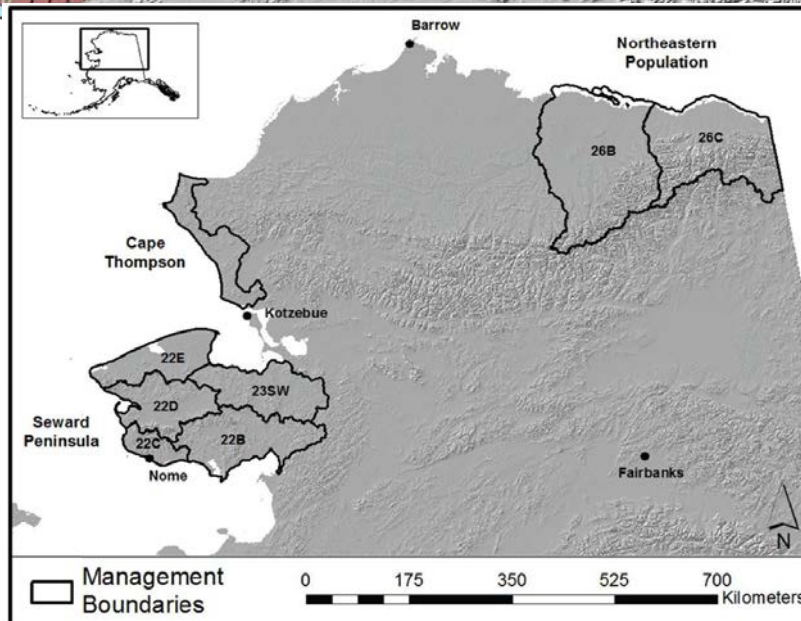 Barrow
Northeastern
Population
26B
26C
Cape
Thompson
Kotzebue
22E
23SW
22D
Seward
Peninsula
22C
22B
Nome
Fairbanks
N
Management
Boundaries
0 175 350 525 700
Kilometers